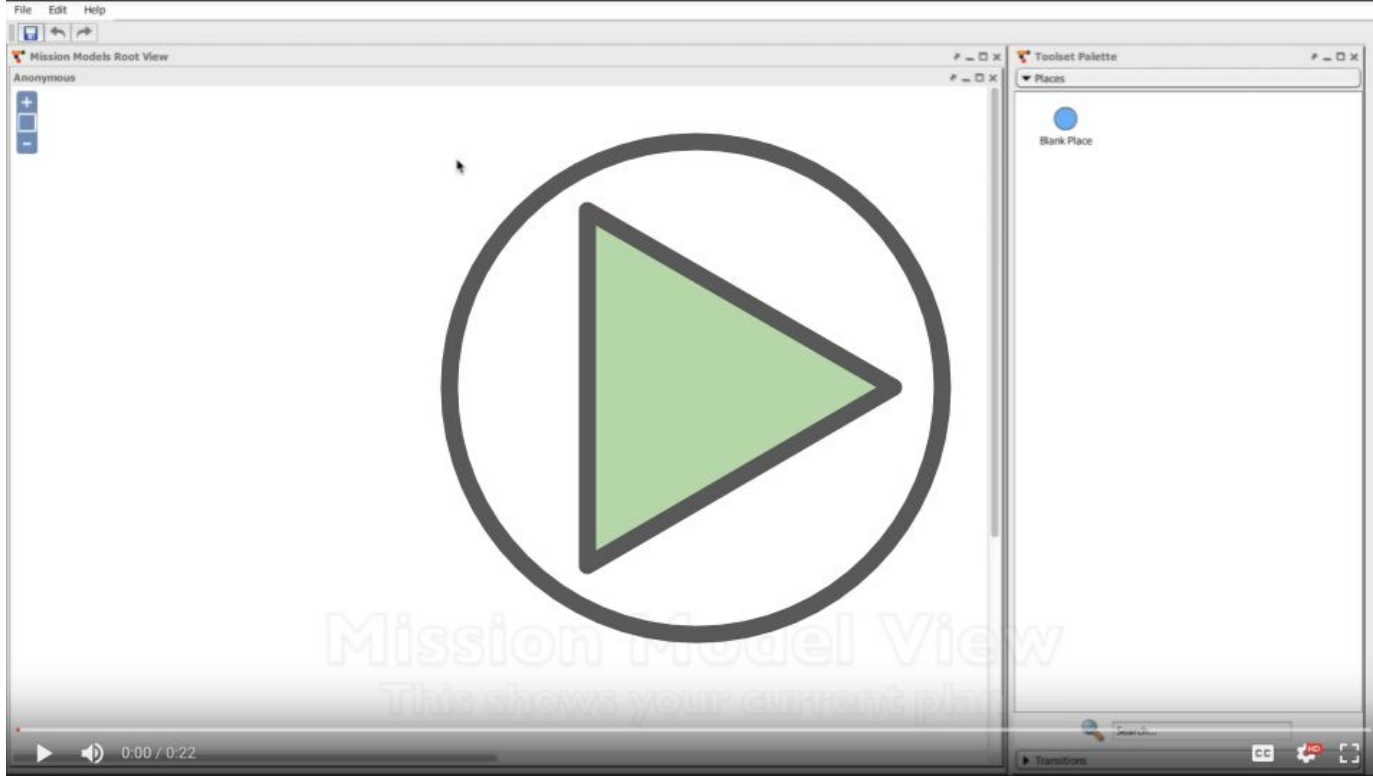 File Edit Help
Mission Models Root View
Toolset Palette
Anonymous
Places
+
-
Blank Place
Mission Model View
This shows your current plan
Search...
0:00 / 0:22
CC
HD
Transitions